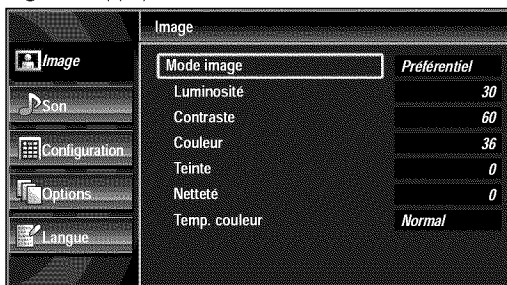 Image
Image
Son
Configuration
Options
Langue
Mode image Préférentiel
Luminosité 30
Contraste 60
Couleur 36
Teinte 0
Netteté 0
Temp. couleur Normal